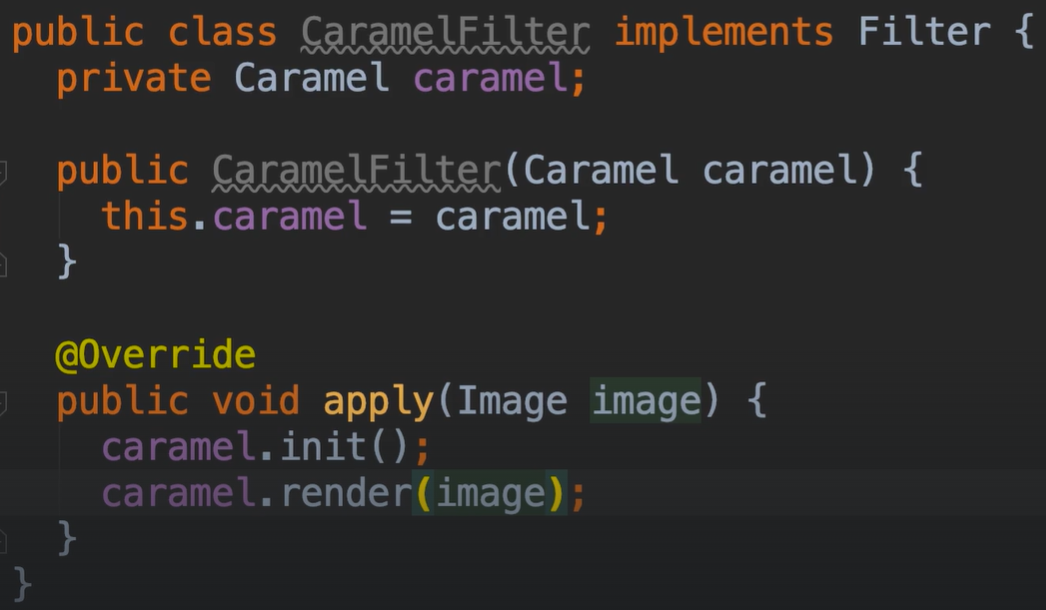 public class CaramelFilter implements Filter {
private Caramel caramel;
public CaramelFilter(Caramel caramel) {
this.caramel = caramel;
}
@Override
public void apply(Image image) {
caramel.init();
caramel.render(image);
}
}